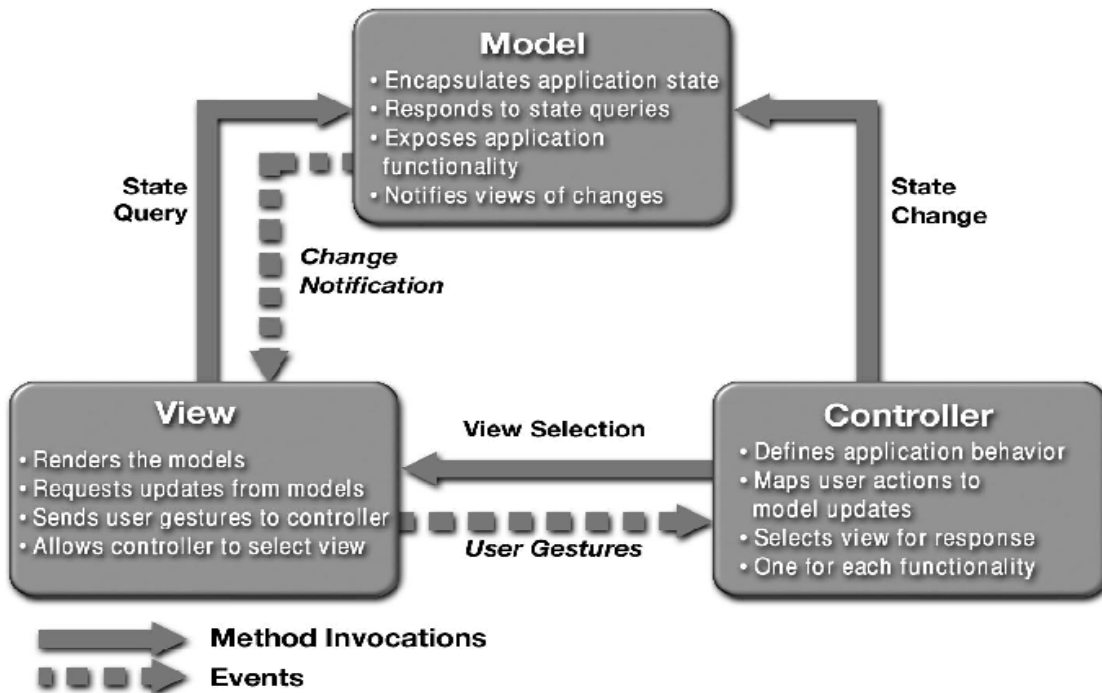 Model
• Encapsulates application state
• Responds to state queries
• Exposes application
functionality
• Notifies views of changes
State
Query
Change
Notification
State
Change
View
• Renders the models
• Requests updates from models
• Sends user gestures to controller
• Allows controller to select view
View Selection
User Gestures
Controller
• Defines application behavior
• Maps user actions to
model updates
• Selects view for response
• One for each functionality
Method Invocations
Events